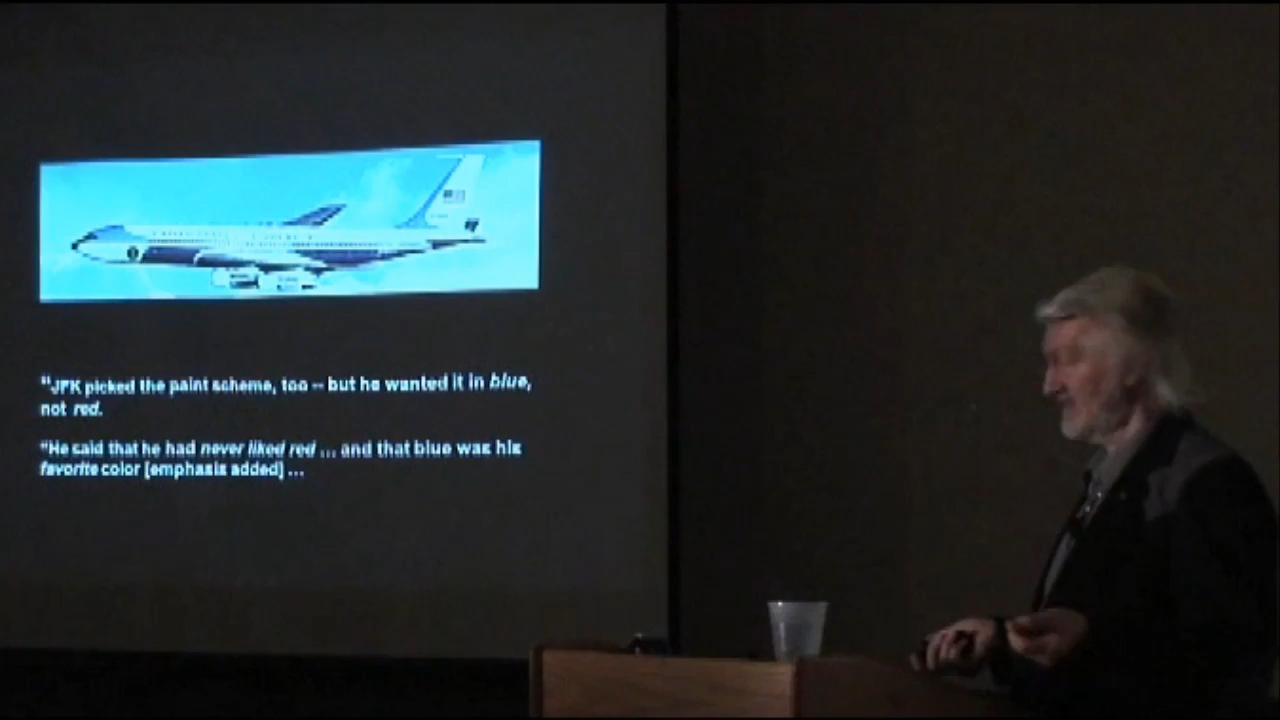 "JFK picked the paint scheme, too -- but he wanted it in blue,
not red.
"He said that he had never liked red ... and that blue was his
favorite color [emphasis added] ...